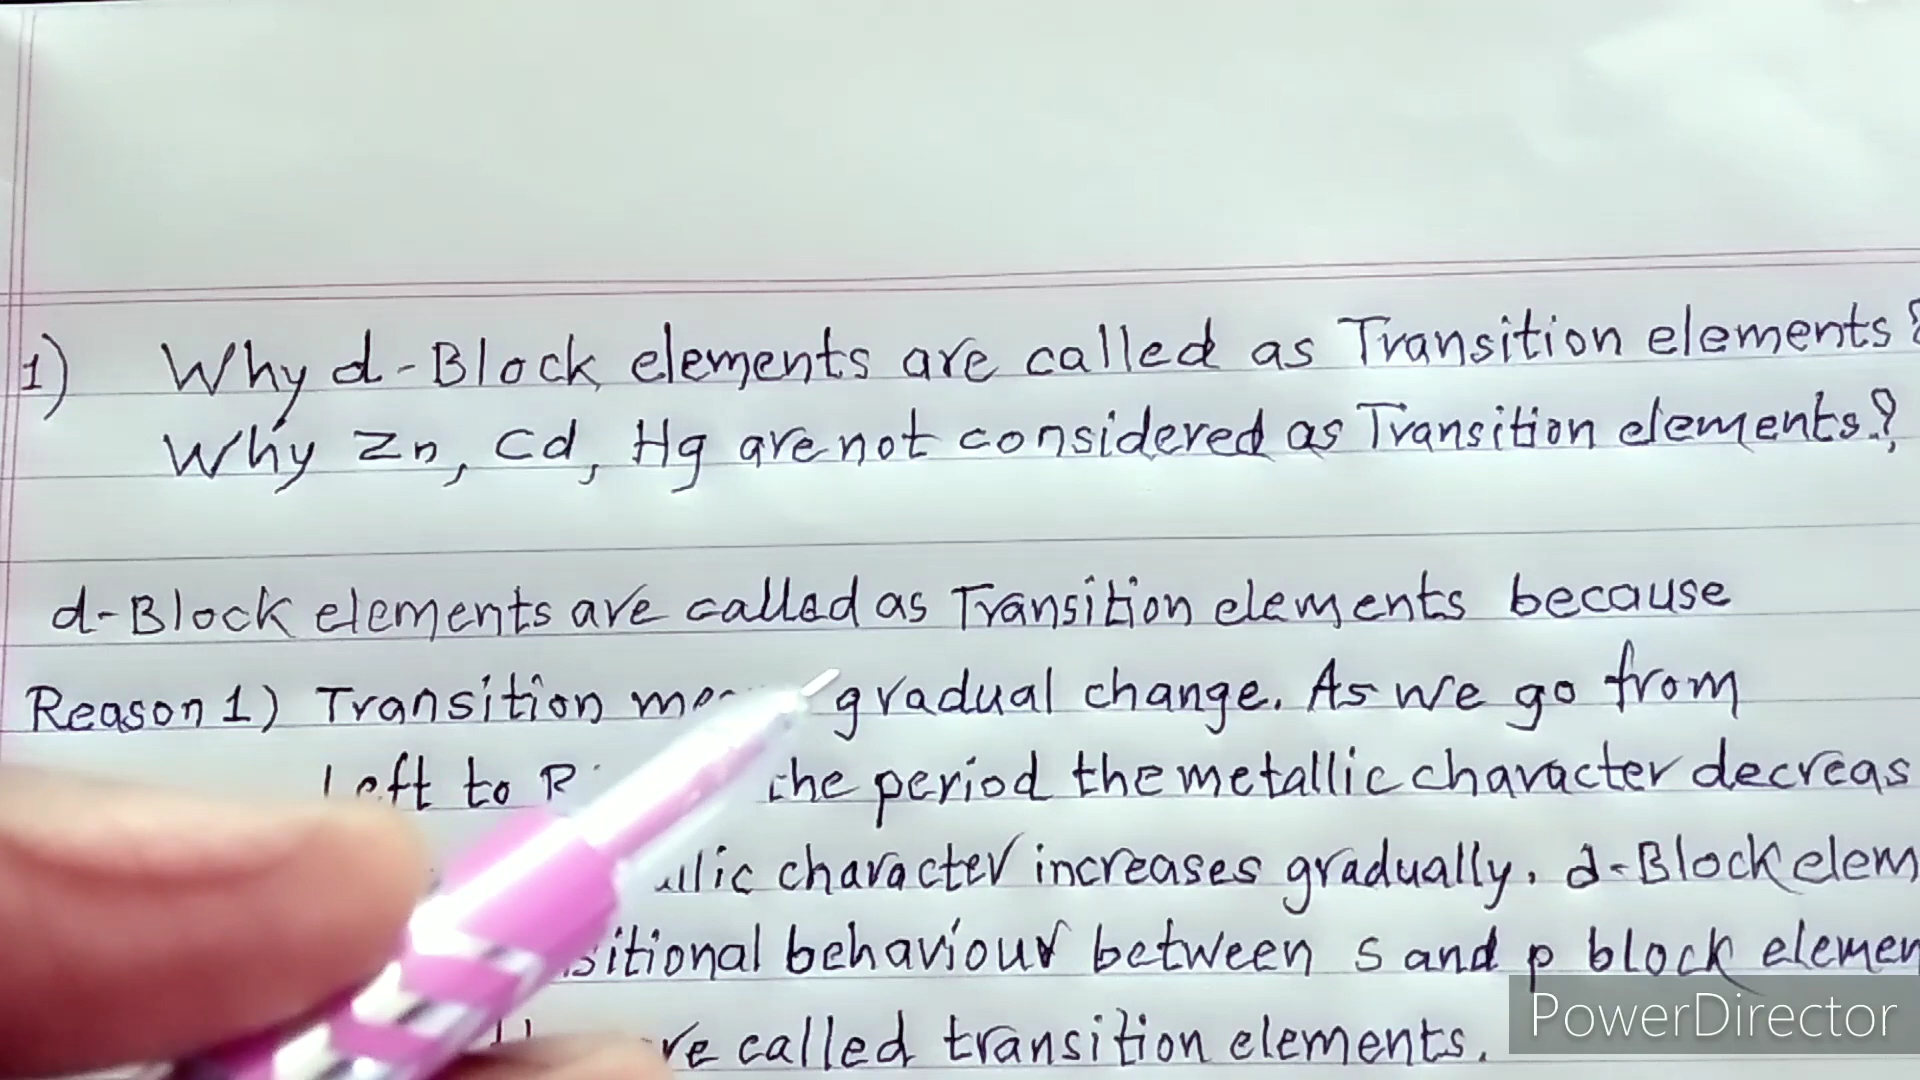 1) Why d-Block elements are called as Transition elements?
Why Zn, Cd, Hg are not considered as Transition elements?
d-Block elements are called as Transition elements because
Reason 1) Transition gradual change. As we go from
left to the period the metallic character decreas
character increases gradually. d-Block elem
behaviour between s and p block elemen
called transition elements.
PowerDirector